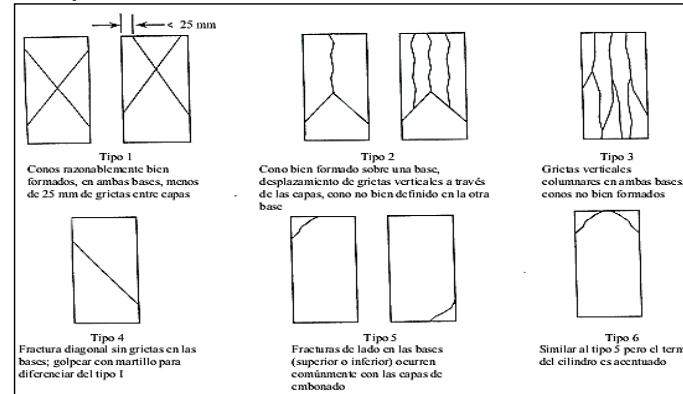 < 25 mm
Tipo 1
Conos razonablemente bien
formados, en ambas bases, menos
de 25 mm de grietas entre capas
Tipo 2
Cono bien formado sobre una base,
desplazamiento de grietas verticales a través
de las capas, cono no bien definido en la otra
base
Tipo 3
Grietas verticales
columnares en ambas bases,
conos no bien formados
Tipo 4
Fractura diagonal sin grietas en las
bases; golpear con martillo para
diferenciar del tipo I
Tipo 5
Fracturas de lado en las bases
(superior o inferior) ocurren
comúnmente con las capas de
embonado
Tipo 6
Similar al tipo 5 pero el term
del cilindro es acentuado